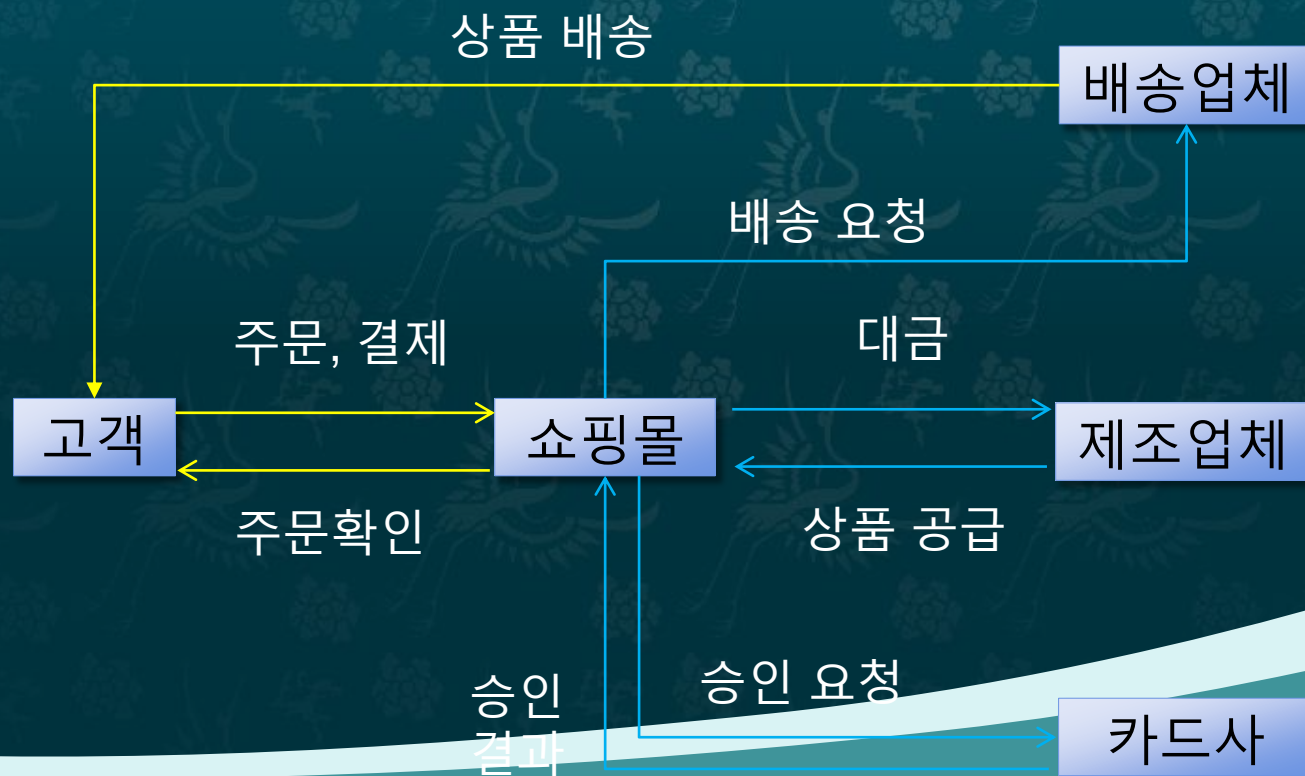 상품 배송
배송업체
배송 요청
주문, 결제
대금
고객
쇼핑몰
제조업체
주문확인
상품 공급
승인 요청
승인
결과
카드사